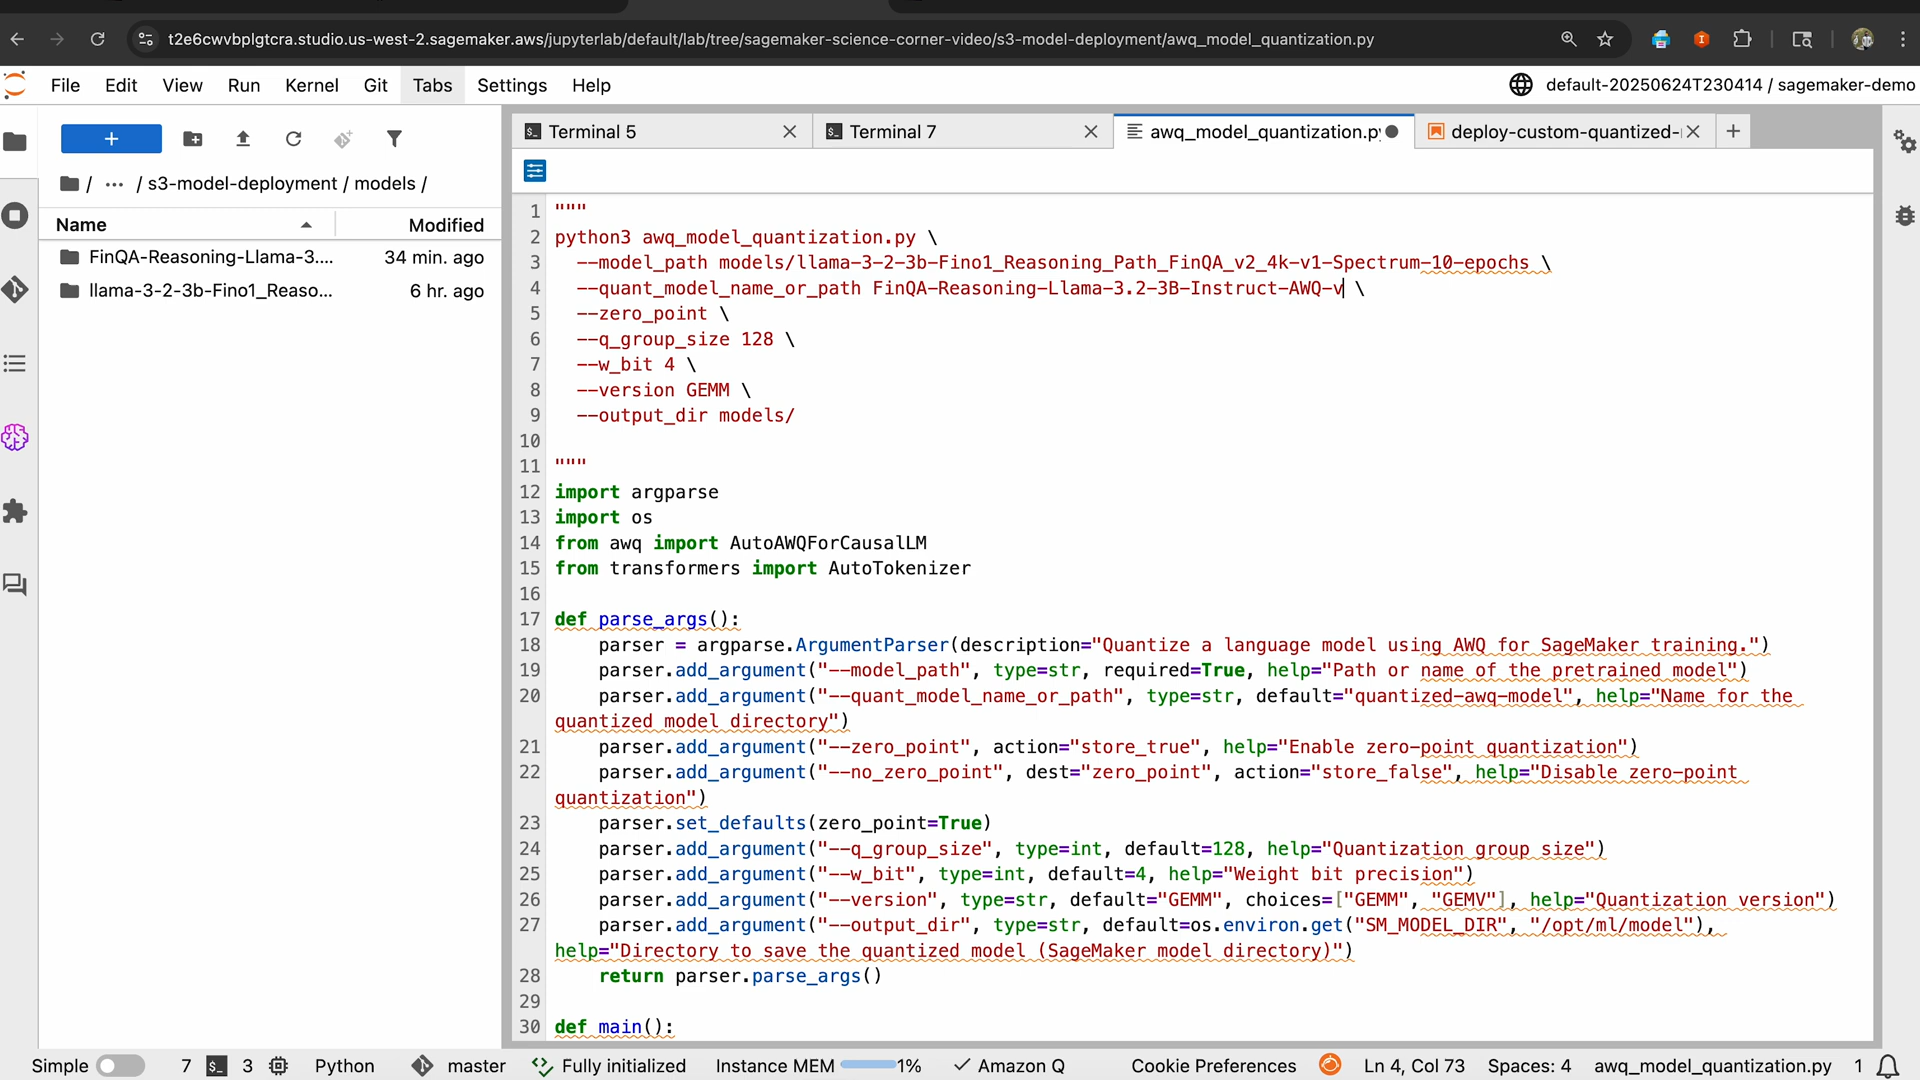 t2e6cwvbplgtcra.studio.us-west-2.sagemaker.aws/jupyterlab/default/lab/tree/sagemaker-science-corner-video/s3-model-deployment/awq_model_quantization.py
File Edit View Run Kernel Git Tabs Settings Help
default-20250624T230414 / sagemaker-demo
Terminal 5
Terminal 7
awq_model_quantization.py
deploy-custom-quantized-
/ ··· / s3-model-deployment / models /
Name Modified
FinQA-Reasoning-Llama-3.... 34 min. ago
llama-3-2-3b-Fino1_Reaso... 6 hr. ago
1 """
2 python3 awq_model_quantization.py \
3 --model_path models/llama-3-2-3b-Fino1_Reasoning_Path_FinQA_v2_4k-v1-Spectrum-10-epochs \
4 --quant_model_name_or_path FinQA-Reasoning-Llama-3.2-3B-Instruct-AWQ-v \
5 --zero_point \
6 --q_group_size 128 \
7 --w_bit 4 \
8 --version GEMM \
9 --output_dir models/
10
11 """
12 import argparse
13 import os
14 from awq import AutoAWQForCausalLM
15 from transformers import AutoTokenizer
16
17 def parse_args():
18 parser = argparse.ArgumentParser(description="Quantize a language model using AWQ for SageMaker training.")
19 parser.add_argument("--model_path", type=str, required=True, help="Path or name of the pretrained model")
20 parser.add_argument("--quant_model_name_or_path", type=str, default="quantized-awq-model", help="Name for the
quantized model directory")
21 parser.add_argument("--zero_point", action="store_true", help="Enable zero-point quantization")
22 parser.add_argument("--no_zero_point", dest="zero_point", action="store_false", help="Disable zero-point
quantization")
23 parser.set_defaults(zero_point=True)
24 parser.add_argument("--q_group_size", type=int, default=128, help="Quantization group size")
25 parser.add_argument("--w_bit", type=int, default=4, help="Weight bit precision")
26 parser.add_argument("--version", type=str, default="GEMM", choices=["GEMM", "GEMV"], help="Quantization version")
27 parser.add_argument("--output_dir", type=str, default=os.environ.get("SM_MODEL_DIR", "/opt/ml/model"),
help="Directory to save the quantized model (SageMaker model directory)")
28 return parser.parse_args()
29
30 def main():
Simple 7 3 Python master Fully initialized Instance MEM 1% Amazon Q Cookie Preferences Ln 4, Col 73 Spaces: 4 awq_model_quantization.py 1